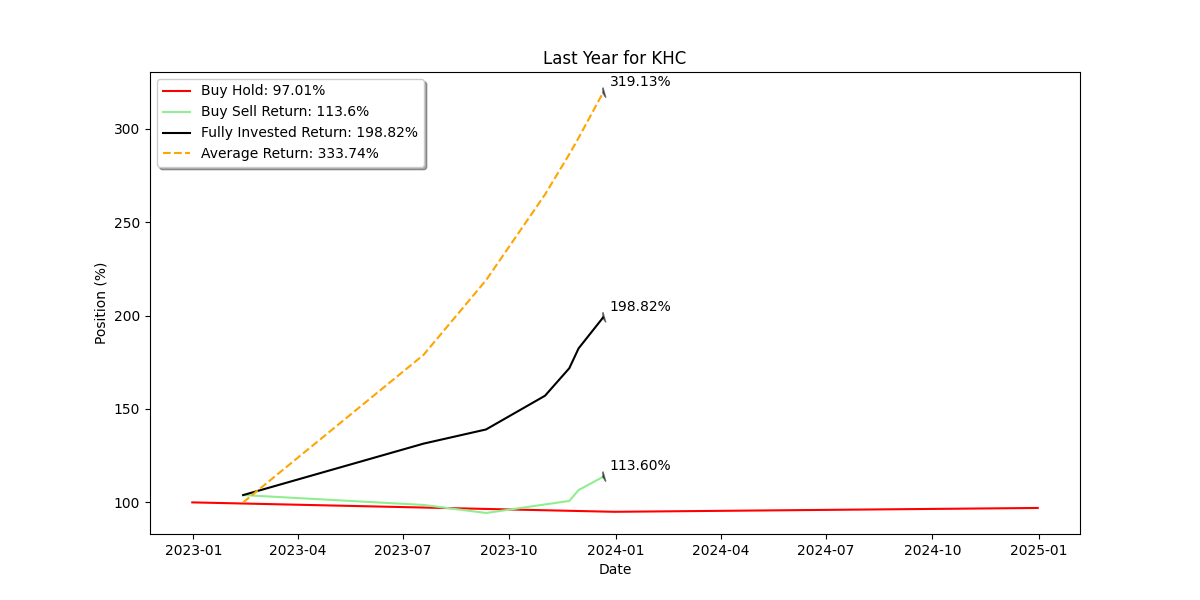 Last Year for KHC
Buy Hold: 97.01%
Buy Sell Return: 113.6%
Fully Invested Return: 198.82%
Average Return: 333.74%
319.13%
198.82%
113.60%
Position (%)
300
250
200
150
100
2023-01
2023-04
2023-07
2023-10
2024-01
2024-04
2024-07
2024-10
2025-01
Date